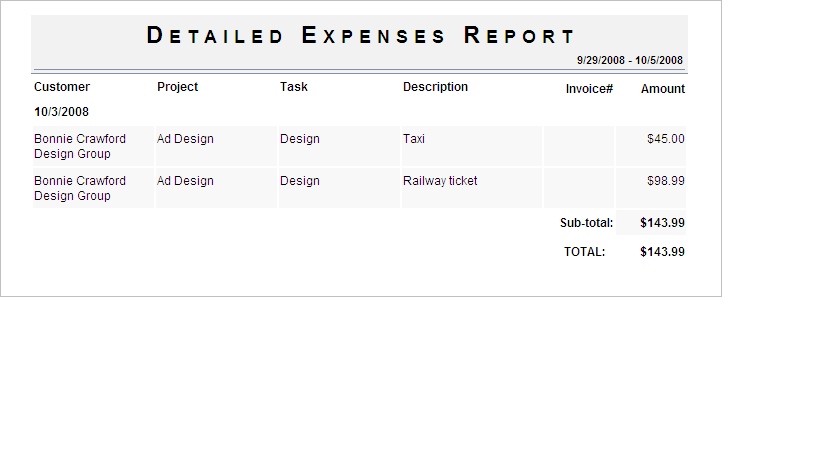 DETAILED EXPENSES REPORT
9/29/2008 - 10/5/2008
Customer Project Task Description Invoice# Amount
10/3/2008
Bonnie Crawford Ad Design Design Taxi $45.00
Design Group
Bonnie Crawford Ad Design Design Railway ticket $98.99
Design Group
Sub-total: $143.99
TOTAL: $143.99